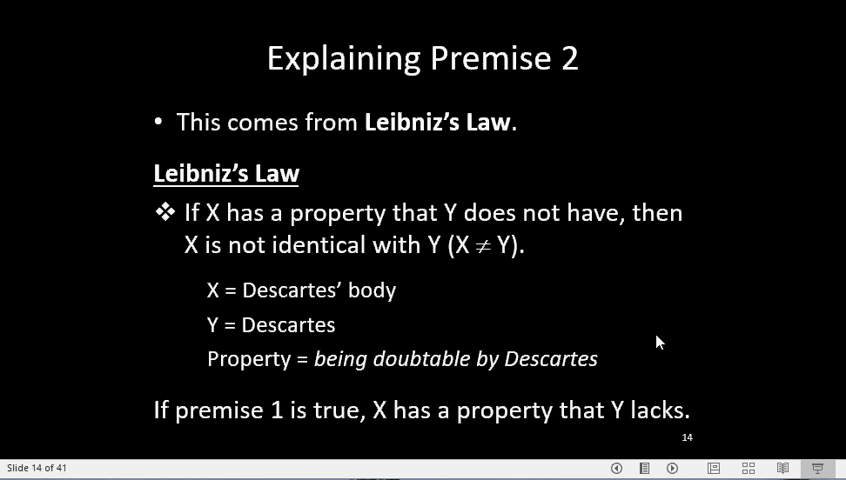 Explaining Premise 2
• This comes from Leibniz’s Law.
Leibniz’s Law
❖ If X has a property that Y does not have, then
X is not identical with Y (X ≠ Y).
X = Descartes’ body
Y = Descartes
Property = being doubtable by Descartes
If premise 1 is true, X has a property that Y lacks.
14
Slide 14 of 41